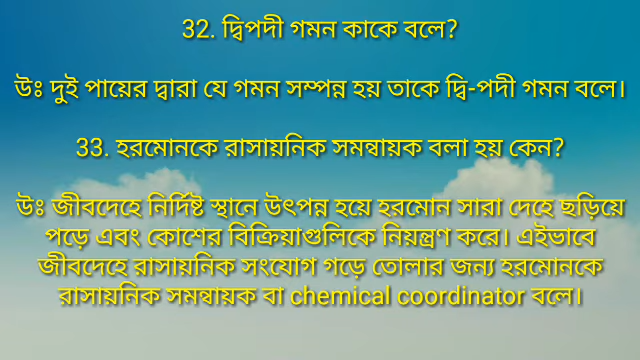 32. দ্বিপদী গমন কাকে বলে?
উঃ দুই পায়ের দ্বারা যে গমন সম্পন্ন হয় তাকে দ্বি-পদী গমন বলে।
33. হরমোনকে রাসায়নিক সমন্বায়ক বলা হয় কেন?
উঃ জীবদেহে নির্দিষ্ট স্থানে উৎপন্ন হয়ে হরমোন সারা দেহে ছড়িয়ে
পড়ে এবং কোশের বিক্রিয়াগুলিকে নিয়ন্ত্রণ করে। এইভাবে
জীবদেহে রাসায়নিক সংযোগ গড়ে তোলার জন্য হরমোনকে
রাসায়নিক সমন্বায়ক বা chemical coordinator বলে।